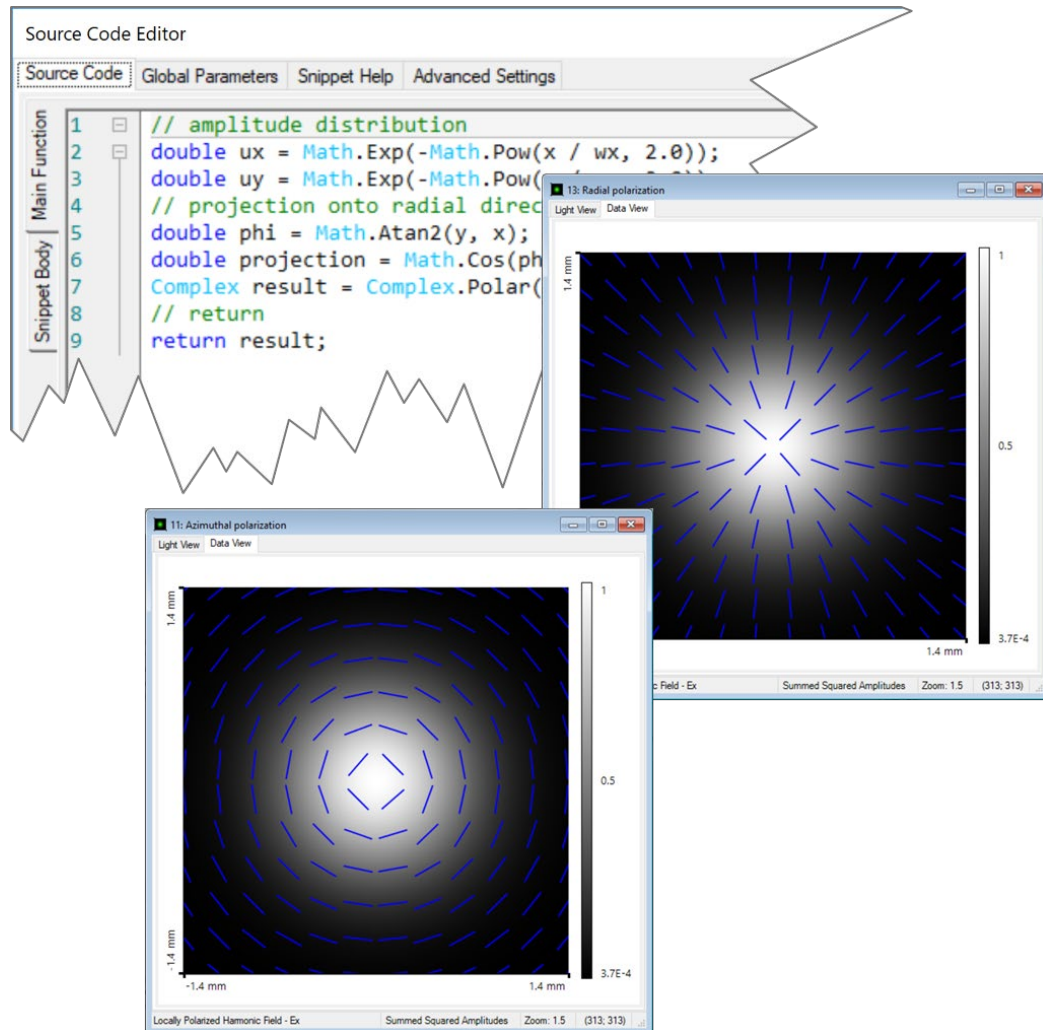 Source Code Editor
Source Code Global Parameters Snippet Help Advanced Settings
Main Function
Snippet Body
1 // amplitude distribution
2 double ux = Math.Exp(-Math.Pow(x / wx, 2.0));
3 double uy = Math.Exp(-Math.Pow(
4 // projection onto radial direc
5 double phi = Math.Atan2(y, x);
6 double projection = Math.Cos(ph
7 Complex result = Complex.Polar(
8 // return
9 return result;
13: Radial polarization
Light View Data View
1.4 mm
1
0.5
3.7E-4
1.4 mm
c Field - Ex Summed Squared Amplitudes Zoom: 1.5 (313; 313)
11: Azimuthal polarization
Light View Data View
1.4 mm
1
0.5
-1.4 mm
3.7E-4
-1.4 mm 1.4 mm
Locally Polarized Harmonic Field - Ex Summed Squared Amplitudes Zoom: 1.5 (313; 313)